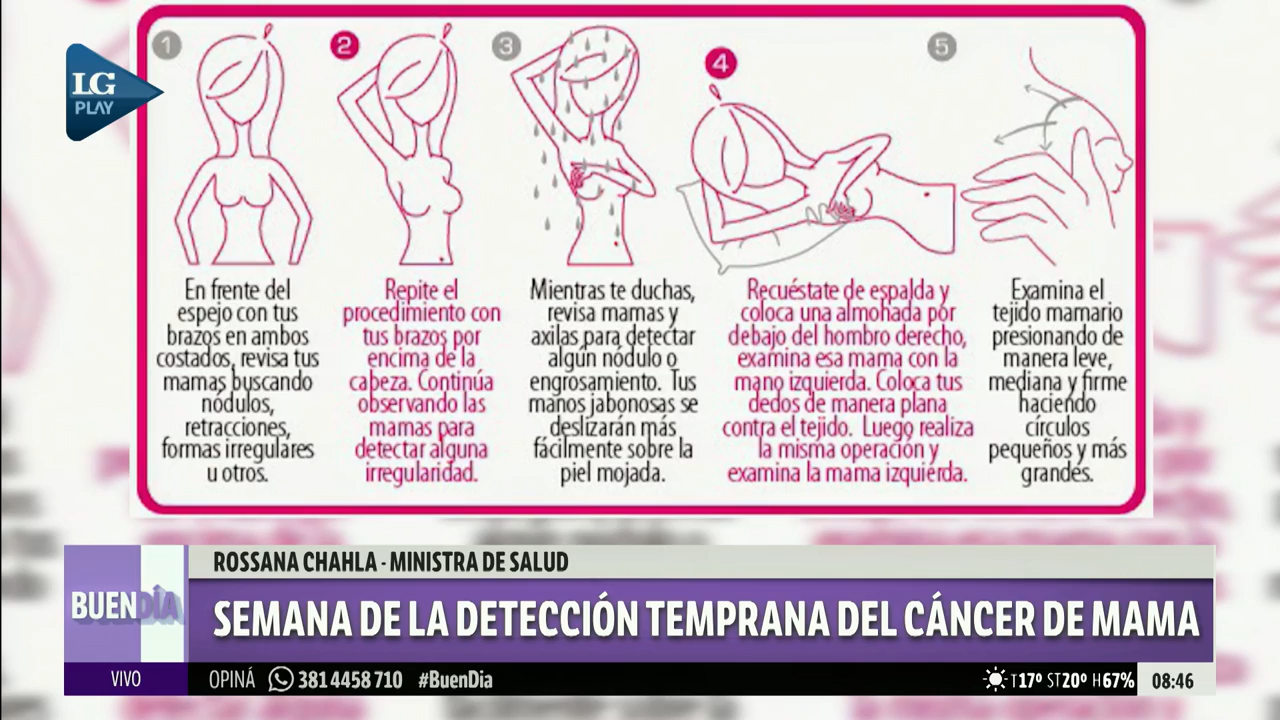 LG
PLAY
1
En frente del
espejo con tus
brazos en ambos
costados, revisa tus
mamas buscando
nódulos,
retracciones,
formas irregulares
u otros.
2
Repite el
procedimiento con
tus brazos por
encima de la
cabeza. Continúa
observando las
mamas para
detectar alguna
irregularidad.
3
Mientras te duchas,
revisa mamas y
axilas para detectar
algún nódulo o
engrosamiento. Tus
manos jabonosas se
deslizarán más
fácilmente sobre la
piel mojada.
4
Recuéstate de espalda y
coloca una almohada por
debajo del hombro derecho,
examina esa mama con la
mano izquierda. Coloca tus
dedos de manera plana
contra el tejido. Luego realiza
la misma operación y
examina la mama izquierda.
5
Examina el
tejido mamario
presionando de
manera leve,
mediana y firme
haciendo
círculos
pequeños y más
grandes.
ROSSANA CHAHLA - MINISTRA DE SALUD
BUENDÍA
SEMANA DE LA DETECCIÓN TEMPRANA DEL CÁNCER DE MAMA
VIVO
OPINÁ 381 4458 710 #BuenDia
T17º ST20º H67%
08:46